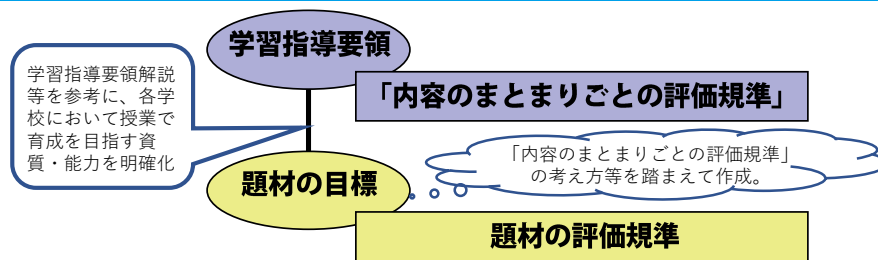 学習指導要領
学習指導要領解説
等を参考に、各学
校において授業で
育成を目指す資
質・能力を明確化
「内容のまとまりごとの評価規準」
「内容のまとまりごとの評価規準」
の考え方等を踏まえて作成。
題材の目標
題材の評価規準